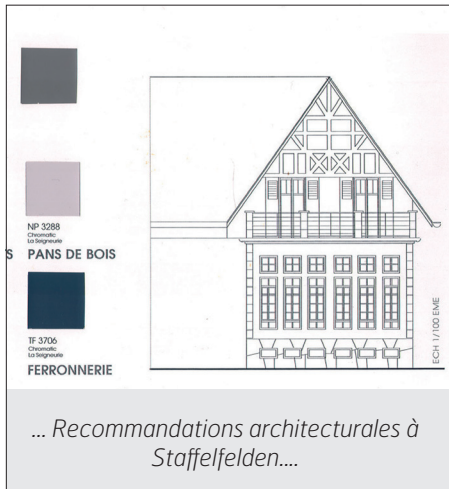 NP 3288
Chromatic
La Seigneurie
S PANS DE BOIS
TF 3706
Chromatic
La Seigneurie
FERRONNERIE
ECH 1/100 EME
... Recommandations architecturales à
Staffelfelden....